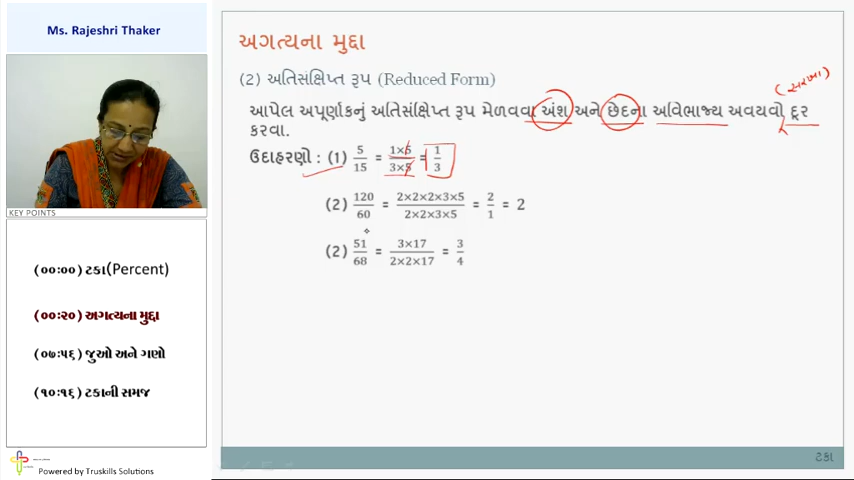 Ms. Rajeshri Thaker
KEY POINTS
(૦૦:૦૦) ટકા(Percent)
(૦૦:૨૦) અગત્યના મુદ્દા
(૦૭:૫૬) જુઓ અને ગણો
(૧૦:૧૬) ટકાની સમજ
Powered by Truskills Solutions
અગત્યના મુદ્દા
(2) અતિસંક્ષિપ્ત રૂપ (Reduced Form)
(સરખા)
આપેલ અપૂર્ણાંકનું અતિસંક્ષિપ્ત રૂપ મેળવવા અંશ અને છેદના અવિભાજ્ય અવયવો દૂર
કરવા.
ઉદાહરણો : (1) 5/15 = 1×5/3×5 = 1/3
(2) 120/60 = 2×2×2×3×5/2×2×3×5 = 2/1 = 2
(2) 51/68 = 3×17/2×2×17 = 3/4
ટકા